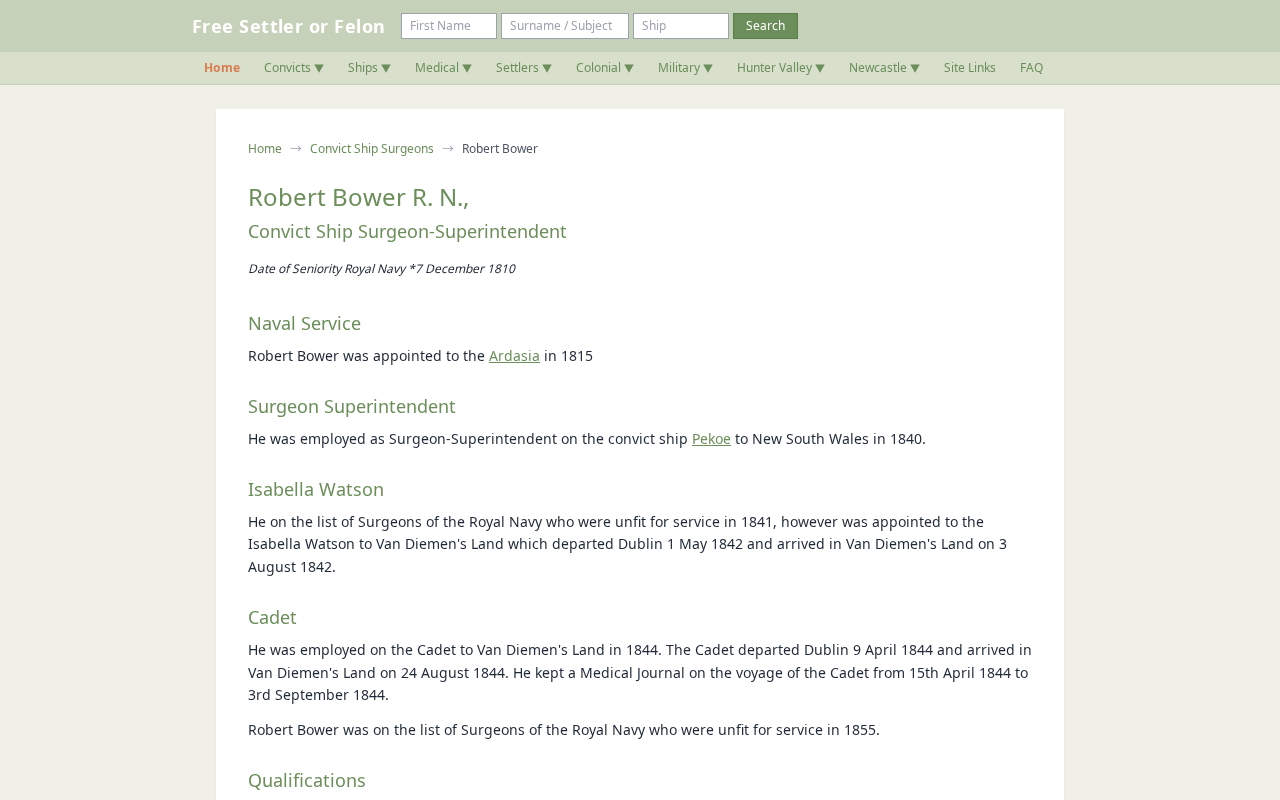 Free Settler or Felon First Name Surname / Subject Ship Search
Home Convicts ▼ Ships ▼ Medical ▼ Settlers ▼ Colonial ▼ Military ▼ Hunter Valley ▼ Newcastle ▼ Site Links FAQ
Home → Convict Ship Surgeons → Robert Bower
Robert Bower R. N.,
Convict Ship Surgeon-Superintendent
Date of Seniority Royal Navy *7 December 1810
Naval Service
Robert Bower was appointed to the Ardasia in 1815
Surgeon Superintendent
He was employed as Surgeon-Superintendent on the convict ship Pekoe to New South Wales in 1840.
Isabella Watson
He on the list of Surgeons of the Royal Navy who were unfit for service in 1841, however was appointed to the
Isabella Watson to Van Diemen's Land which departed Dublin 1 May 1842 and arrived in Van Diemen's Land on 3
August 1842.
Cadet
He was employed on the Cadet to Van Diemen's Land in 1844. The Cadet departed Dublin 9 April 1844 and arrived in
Van Diemen's Land on 24 August 1844. He kept a Medical Journal on the voyage of the Cadet from 15th April 1844 to
3rd September 1844.
Robert Bower was on the list of Surgeons of the Royal Navy who were unfit for service in 1855.
Qualifications